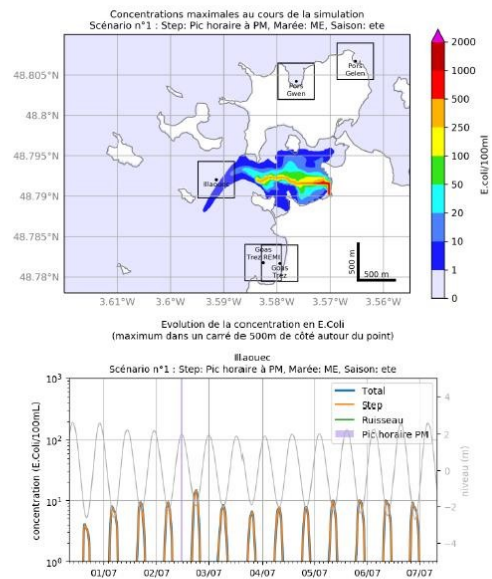 Concentrations maximales au cours de la simulation
Scénario n°1 : Step: Pic horaire à PM, Marée: ME, Saison: ete
Pors
Gelen
Pors
Gwen
Illaouec
Goas
Trez REMI
Goas
Trez
500 m
500 m
48.805°N
48.8°N
48.795°N
48.79°N
48.785°N
48.78°N
3.61°W
3.6°W
3.59°W
3.58°W
3.57°W
3.56°W
2000
1000
500
250
100
50
20
10
1
0
E.coli/100ml
Evolution de la concentration en E.Coli
(maximum dans un carré de 500m de côté autour du point)
Illaouec
Scénario n°1 : Step: Pic horaire à PM, Marée: ME, Saison: ete
Total
Step
Ruisseau
Pic horaire PM
concentration (E.Coli/100mL)
10³
10²
10¹
10⁰
01/07
02/07
03/07
04/07
05/07
06/07
07/07
4
2
0
−2
−4
niveau (m)